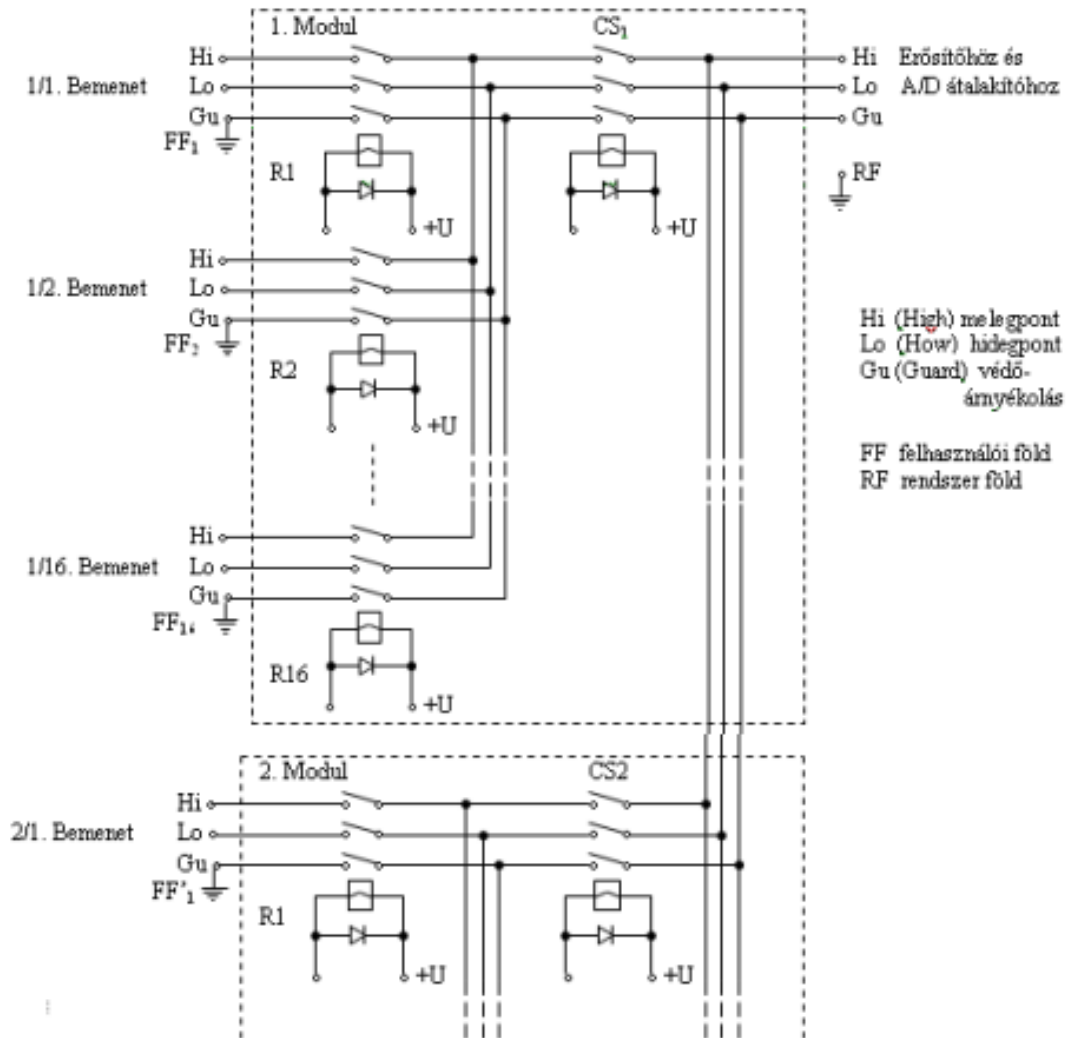 1. Modul
CS₁
Hi
Lo
Gu
1/1. Bemenet
FF₁
R1
+U
+U
Hi Erősítőhöz és
Lo A/D átalakítóhoz
Gu
RF
Hi
1/2. Bemenet Lo
Gu
FF₂
R2
+U
Hi (High) melegpont
Lo (How) hidegpont
Gu (Guard) védő-
árnyékolás
FF felhasználói föld
RF rendszer föld
Hi
1/16. Bemenet Lo
Gu
FF₁₆
R16
+U
2. Modul
CS2
Hi
2/1. Bemenet Lo
Gu
FF'₁
R1
+U
+U